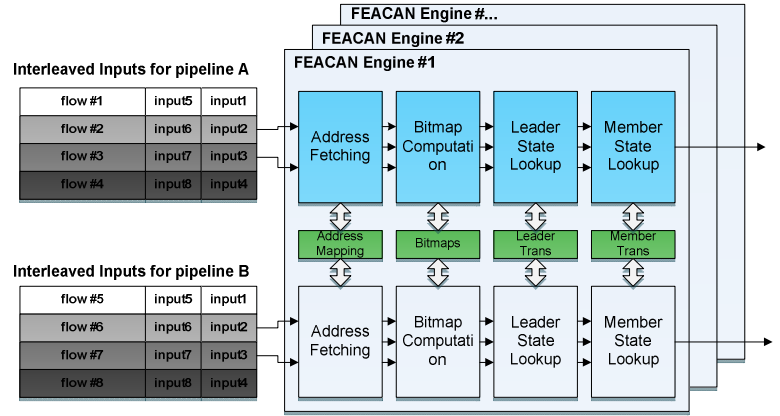 FEACAN Engine #...
FEACAN Engine #2
FEACAN Engine #1
Interleaved Inputs for pipeline A
flow #1 input5 input1
flow #2 input6 input2
flow #3 input7 input3
flow #4 input8 input4
Address
Fetching
Bitmap
Computati
on
Leader
State
Lookup
Member
State
Lookup
Address
Mapping
Bitmaps
Leader
Trans
Member
Trans
Interleaved Inputs for pipeline B
flow #5 input5 input1
flow #6 input6 input2
flow #7 input7 input3
flow #8 input8 input4
Address
Fetching
Bitmap
Computati
on
Leader
State
Lookup
Member
State
Lookup